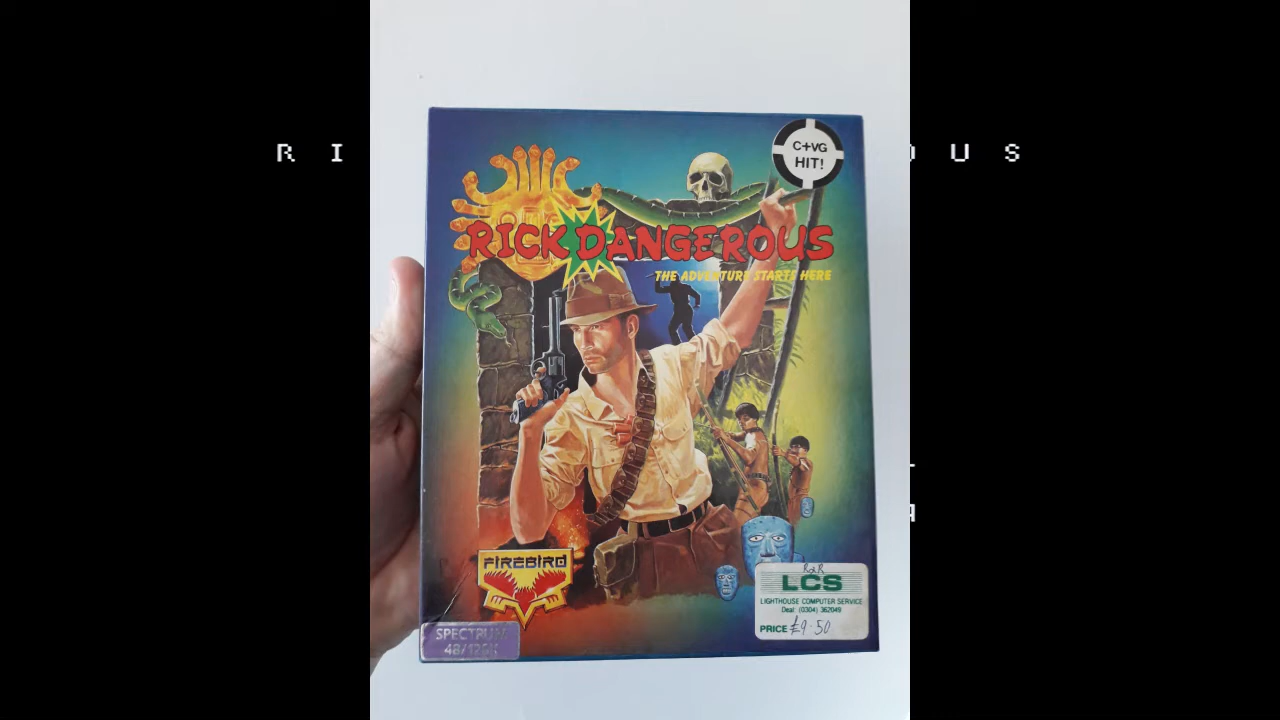 R I
O U S
C+VG
HIT!
RICK DANGEROUS
THE ADVENTURE STARTS HERE
FIREBIRD
SPECTRUM
48/128K
R&R
LCS
LIGHTHOUSE COMPUTER SERVICE
Deal: (0304) 362049
PRICE £9-50